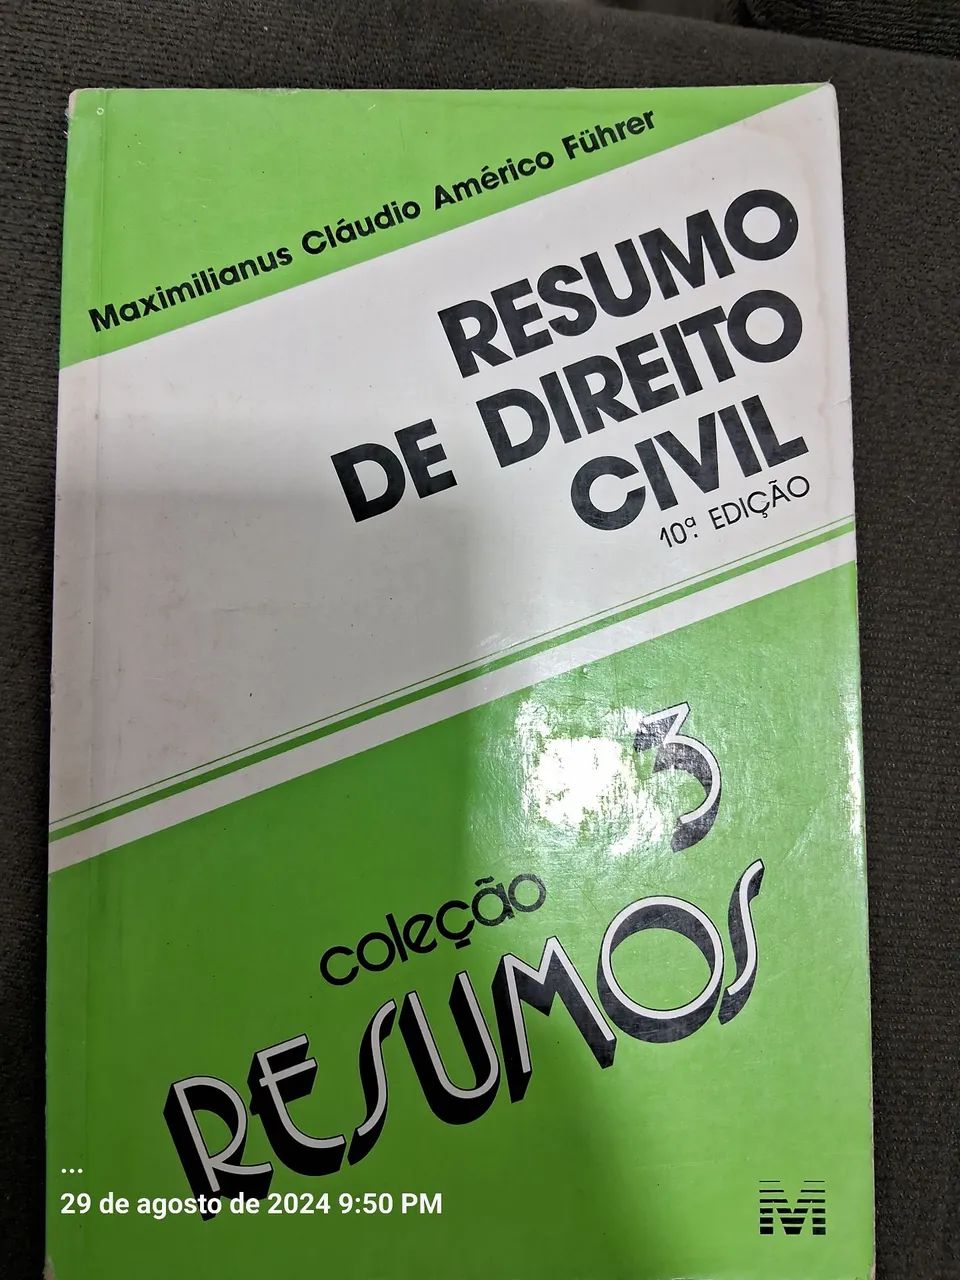 Maximilianus Cláudio Américo Führer
RESUMO
DE DIREITO
CIVIL
10ª. EDIÇÃO
3
coleção
RESUMOS
...
29 de agosto de 2024 9:50 PM
M